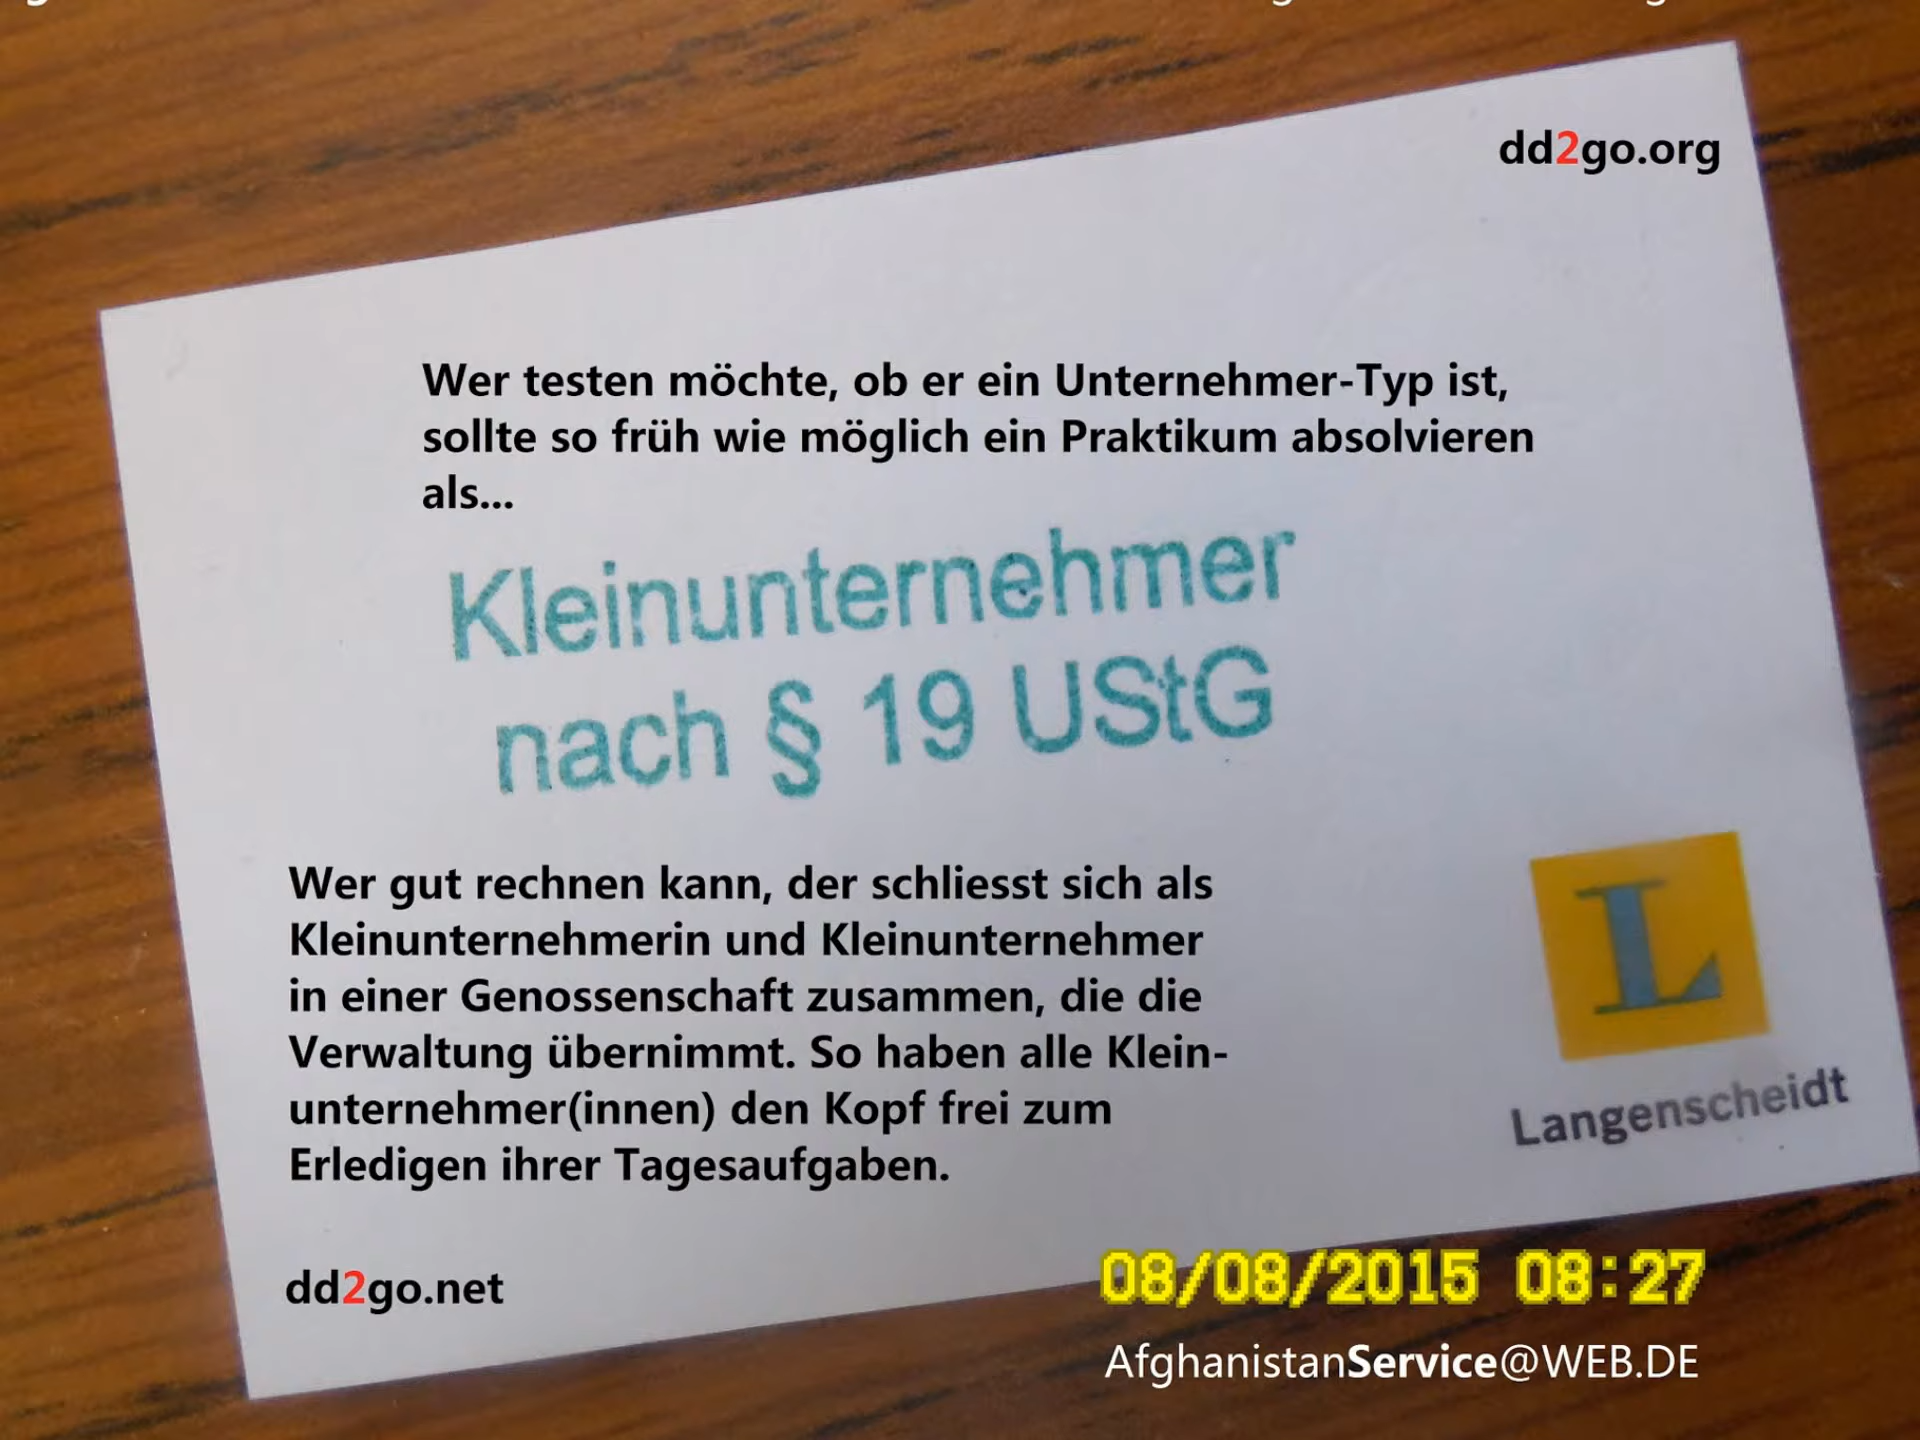 dd2go.org
Wer testen möchte, ob er ein Unternehmer-Typ ist,
sollte so früh wie möglich ein Praktikum absolvieren
als...
Kleinunternehmer
nach § 19 UStG
Wer gut rechnen kann, der schliesst sich als
Kleinunternehmerin und Kleinunternehmer
in einer Genossenschaft zusammen, die die
Verwaltung übernimmt. So haben alle Klein-
unternehmer(innen) den Kopf frei zum
Erledigen ihrer Tagesaufgaben.
L
Langenscheidt
dd2go.net
08/08/2015 08:27
AfghanistanService@WEB.DE